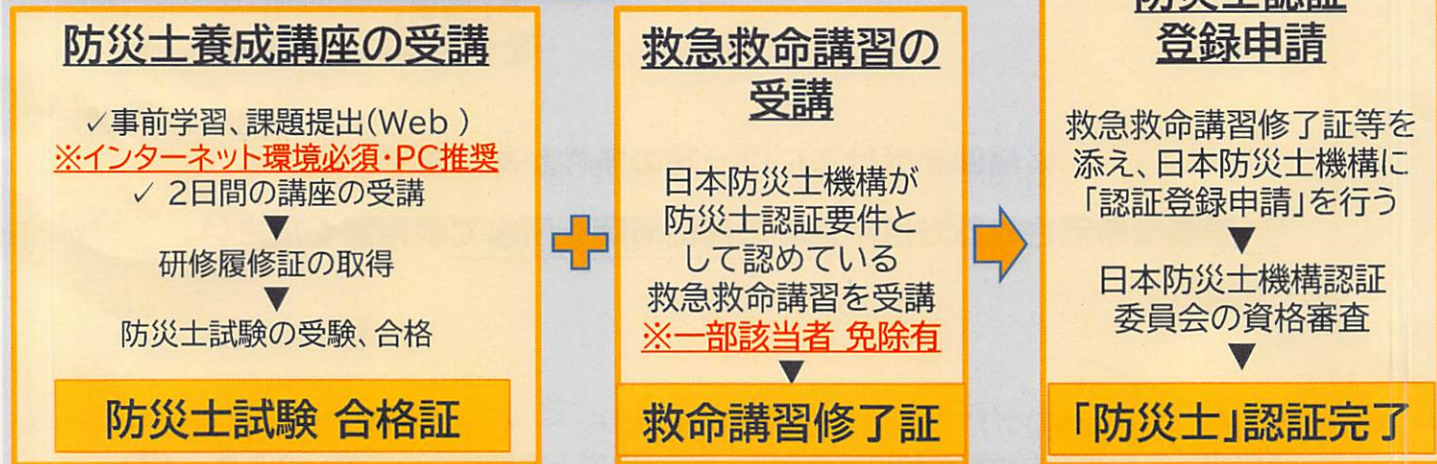 防災士養成講座の受講
✓事前学習、課題提出(Web )
※インターネット環境必須・PC推奨
✓ 2日間の講座の受講
▼
研修履修証の取得
▼
防災士試験の受験、合格
防災士試験 合格証
救急救命講習の
受講
日本防災士機構が
防災士認証要件と
して認めている
救急救命講習を受講
※一部該当者 免除有
▼
救命講習修了証
防災士認証
登録申請
救急救命講習修了証等を
添え、日本防災士機構に
「認証登録申請」を行う
▼
日本防災士機構認証
委員会の資格審査
▼
「防災士」認証完了